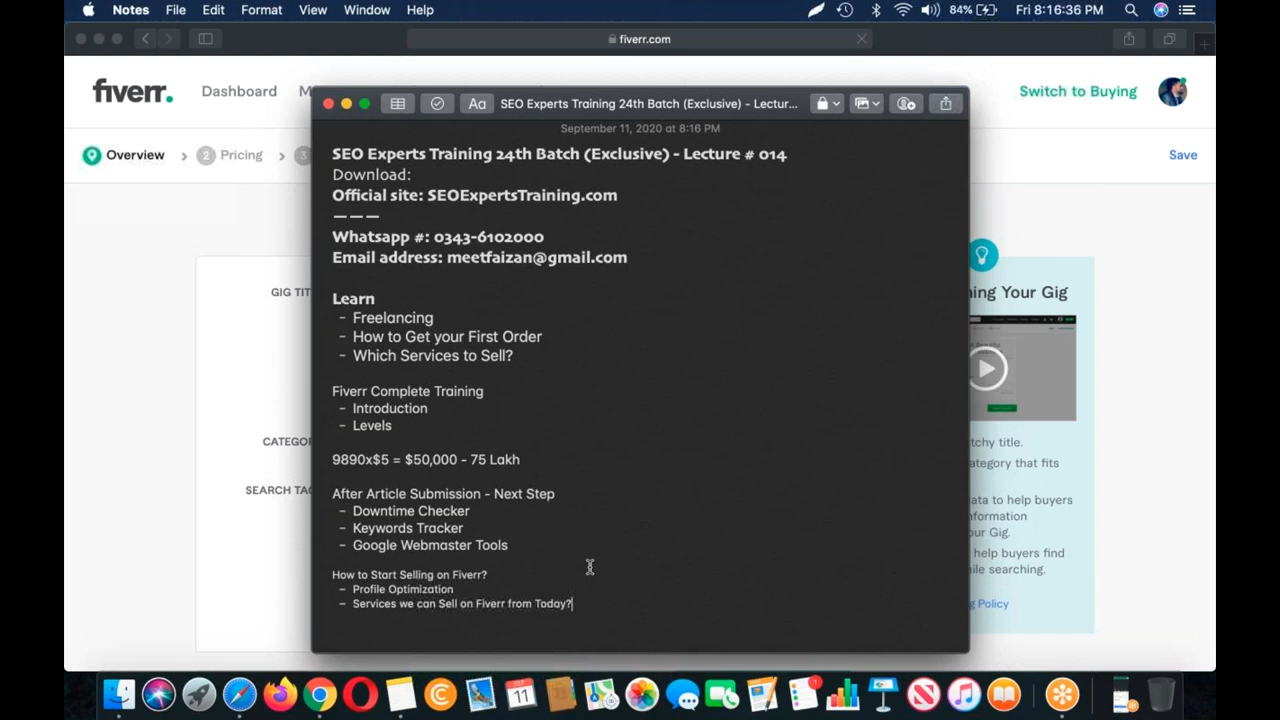 Notes File Edit Format View Window Help 84% Fri 8:16:36 PM
fiverr.com
fiverr. Dashboard M Switch to Buying
SEO Experts Training 24th Batch (Exclusive) - Lectur...
September 11, 2020 at 8:16 PM
Overview 2 Pricing 3 Save
SEO Experts Training 24th Batch (Exclusive) - Lecture # 014
Download:
Official site: SEOExpertsTraining.com
———
Whatsapp #: 0343-6102000
Email address: meetfaizan@gmail.com
Learn
- Freelancing
- How to Get your First Order
- Which Services to Sell?
Fiverr Complete Training
- Introduction
- Levels
9890x$5 = $50,000 - 75 Lakh
After Article Submission - Next Step
- Downtime Checker
- Keywords Tracker
- Google Webmaster Tools
How to Start Selling on Fiverr?
- Profile Optimization
- Services we can Sell on Fiverr from Today?
GIG TIT
CATEGO
SEARCH TAG
ning Your Gig
tchy title.
ategory that fits
ata to help buyers
nformation
our Gig.
help buyers find
ile searching.
g Policy
SEP
11
1